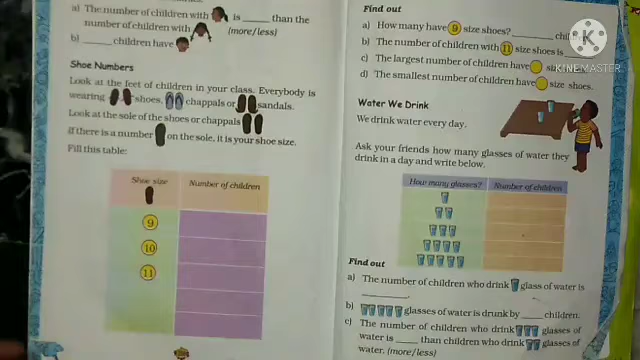 a) The number of children with is ______ than the
number of children with (more/less)
b) ______ children have
Shoe Numbers
Look at the feet of children in your class. Everybody is
wearing shoes, chappals or sandals.
Look at the sole of the shoes or chappals
If there is a number on the sole, it is your shoe size.
Fill this table:
Shoe size Number of children
9
10
11
Find out
a) How many have 9 size shoes? ________
b) The number of children with 11 size shoes is
c) The largest number of children have
d) The smallest number of children have size shoes.
Water We Drink
We drink water every day.
Ask your friends how many glasses of water they
drink in a day and write below.
How many glasses? Number of children
Find out
a) The number of children who drink glass of water is
________.
b) glasses of water is drunk by ____ children.
c) The number of children who drink glasses of
water is ____ than children who drink glasses of
water. (more/less)
KINEMASTER